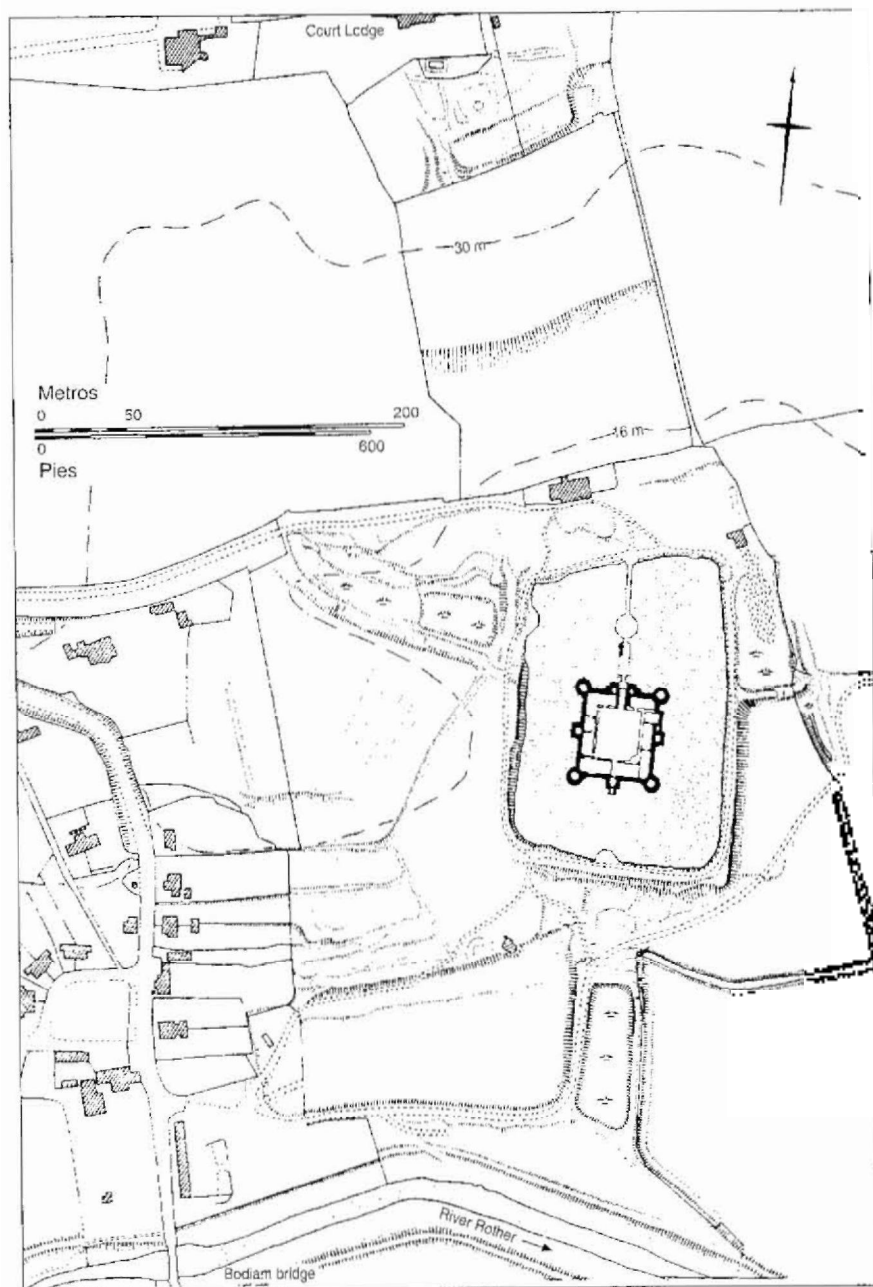 Court Lodge
30 m
Metros
0 50 200
0 600
Pies
16 m
River Rother
Bodiam bridge